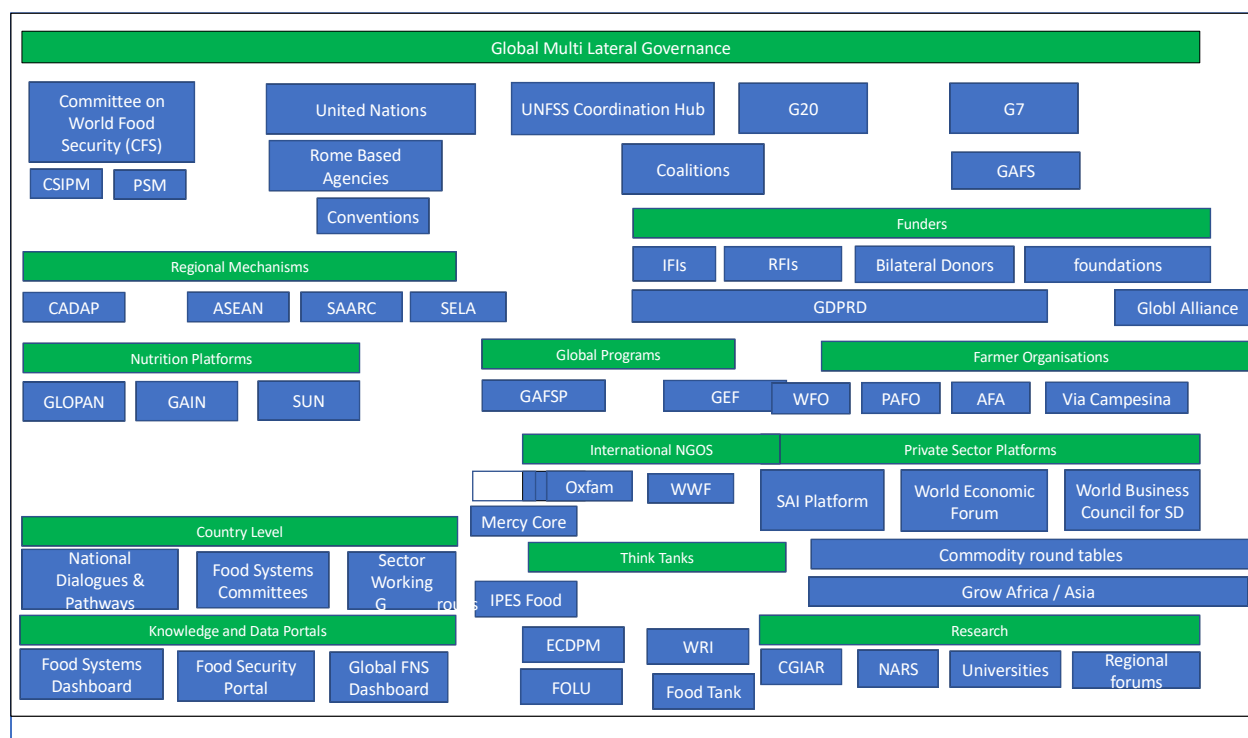 Global Multi Lateral Governance
Committee on
World Food
Security (CFS)
United Nations
UNFSS Coordination Hub
G20
G7
Rome Based
Agencies
Coalitions
GAFS
CSIPM
PSM
Conventions
Funders
Regional Mechanisms
IFIs
RFIs
Bilateral Donors
foundations
CADAP
ASEAN
SAARC
SELA
GDPRD
Globl Alliance
Nutrition Platforms
Global Programs
Farmer Organisations
GLOPAN
GAIN
SUN
GAFSP
GEF
WFO
PAFO
AFA
Via Campesina
International NGOS
Private Sector Platforms
Oxfam
WWF
SAI Platform
World Economic
Forum
World Business
Council for SD
Mercy Core
Country Level
Think Tanks
Commodity round tables
National
Dialogues &
Pathways
Food Systems
Committees
Sector
Working
G roups
Grow Africa / Asia
IPES Food
Knowledge and Data Portals
Research
Food Systems
Dashboard
Food Security
Portal
Global FNS
Dashboard
ECDPM
WRI
CGIAR
NARS
Universities
Regional
forums
FOLU
Food Tank